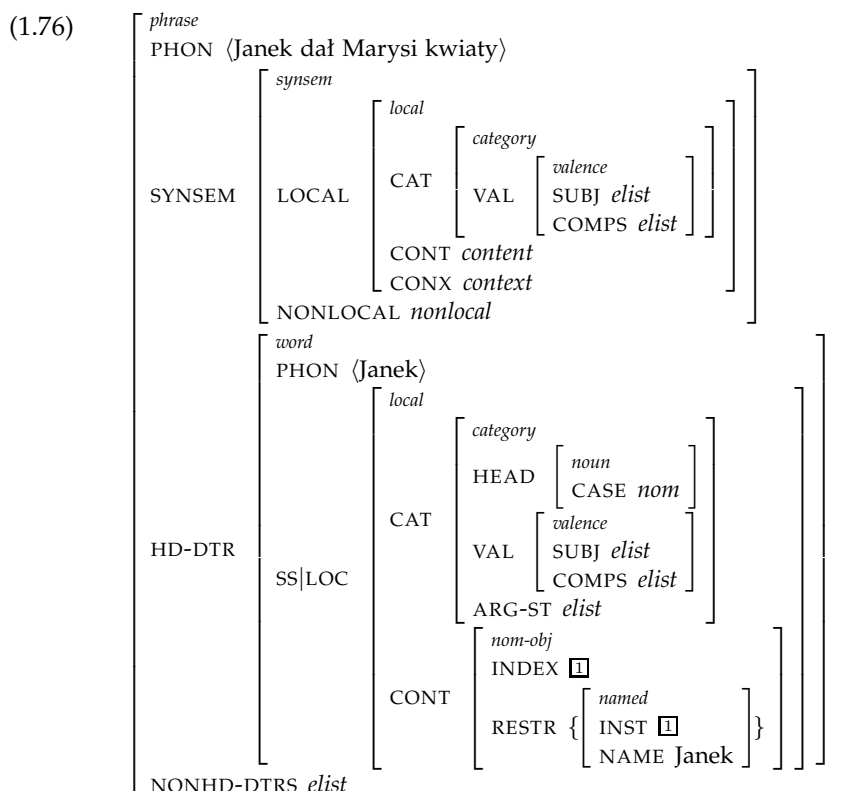 (1.76)
phrase
PHON ⟨Janek dał Marysi kwiaty⟩
synsem
local
category
valence
SYNSEM LOCAL CAT VAL SUBJ elist
COMPS elist
CONT content
CONX context
NONLOCAL nonlocal
word
PHON ⟨Janek⟩
local
category
HEAD noun
CASE nom
CAT
valence
HD-DTR SS|LOC VAL SUBJ elist
COMPS elist
ARG-ST elist
nom-obj
INDEX 1
CONT
named
RESTR { INST 1 }
NAME Janek
NONHD-DTRS elist